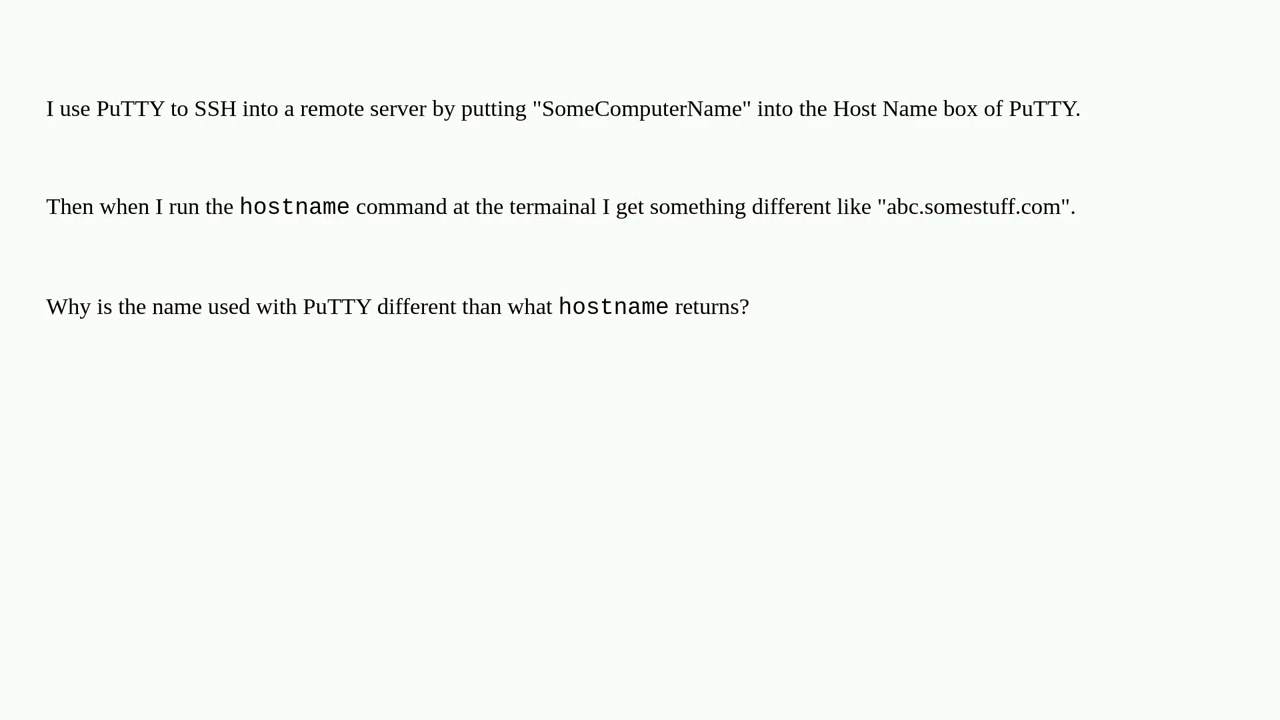 I use PuTTY to SSH into a remote server by putting "SomeComputerName" into the Host Name box of PuTTY.
Then when I run the hostname command at the termainal I get something different like "abc.somestuff.com".
Why is the name used with PuTTY different than what hostname returns?